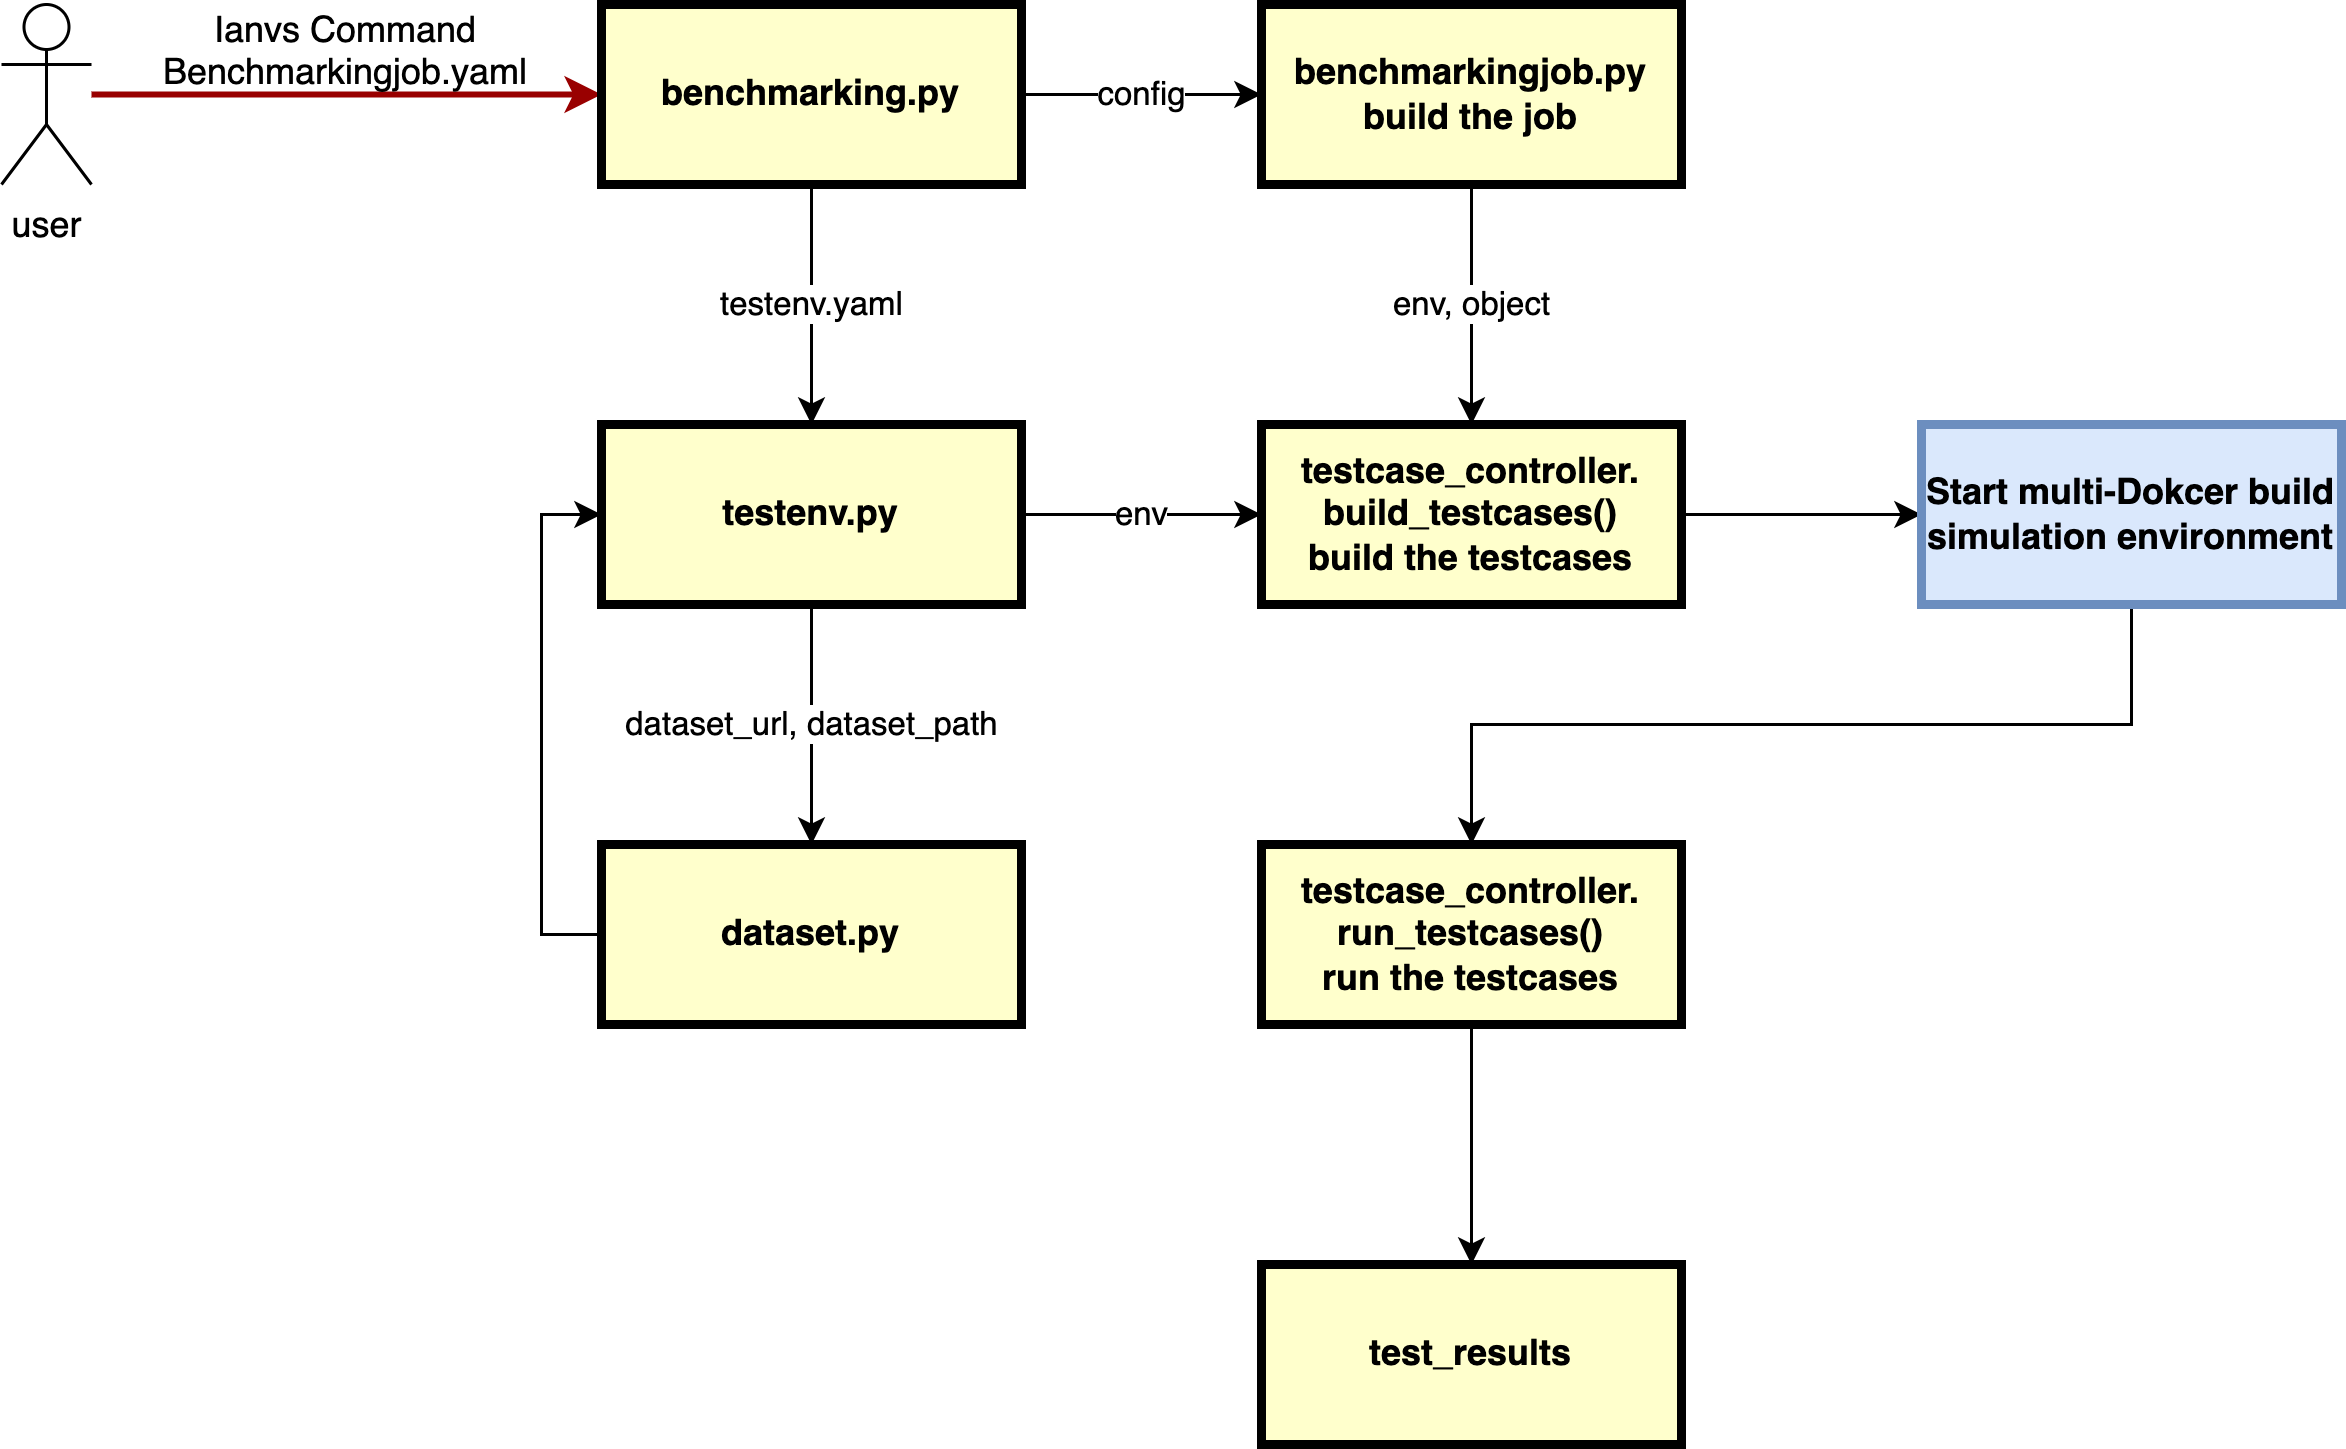 Ianvs Command
Benchmarkingjob.yaml
user
benchmarking.py
config
benchmarkingjob.py
build the job
testenv.yaml
env, object
testenv.py
env
testcase_controller.
build_testcases()
build the testcases
Start multi-Dokcer build
simulation environment
dataset_url, dataset_path
dataset.py
testcase_controller.
run_testcases()
run the testcases
test_results